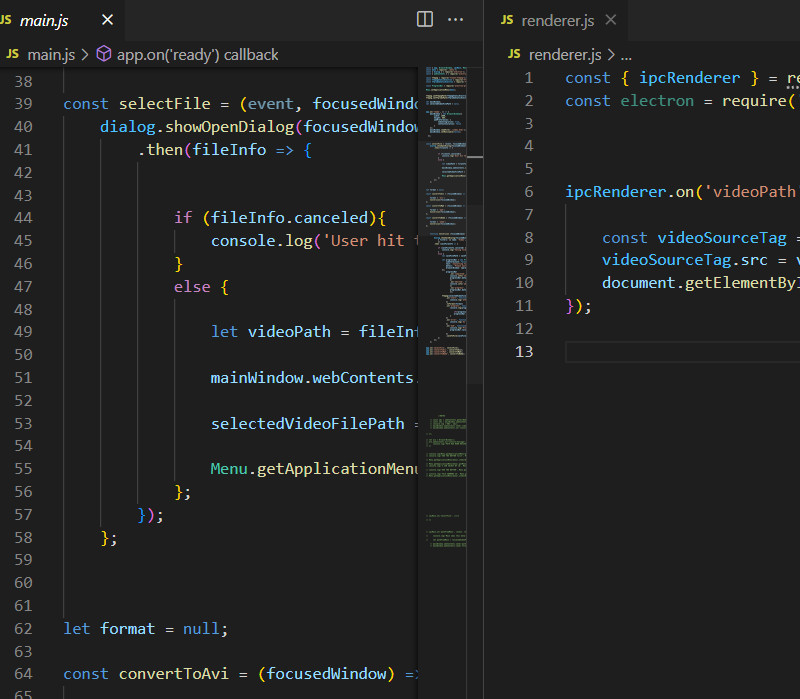 JS main.js ×
JS main.js > app.on('ready') callback
38
39 const selectFile = (event, focusedWindo
40 dialog.showOpenDialog(focusedWindow
41 .then(fileInfo => {
42
43
44 if (fileInfo.canceled){
45 console.log('User hit
46 }
47 else {
48
49 let videoPath = fileInf
50
51 mainWindow.webContents.
52
53 selectedVideoFilePath =
54
55 Menu.getApplicationMenu
56 };
57 });
58 };
59
60
61
62 let format = null;
63
64 const convertToAvi = (focusedWindow) =>
65
JS renderer.js ×
JS renderer.js > ...
1 const { ipcRenderer } = re
2 const electron = require(
3
4
5
6 ipcRenderer.on('videoPath'
7
8 const videoSourceTag =
9 videoSourceTag.src = v
10 document.getElementByI
11 });
12
13